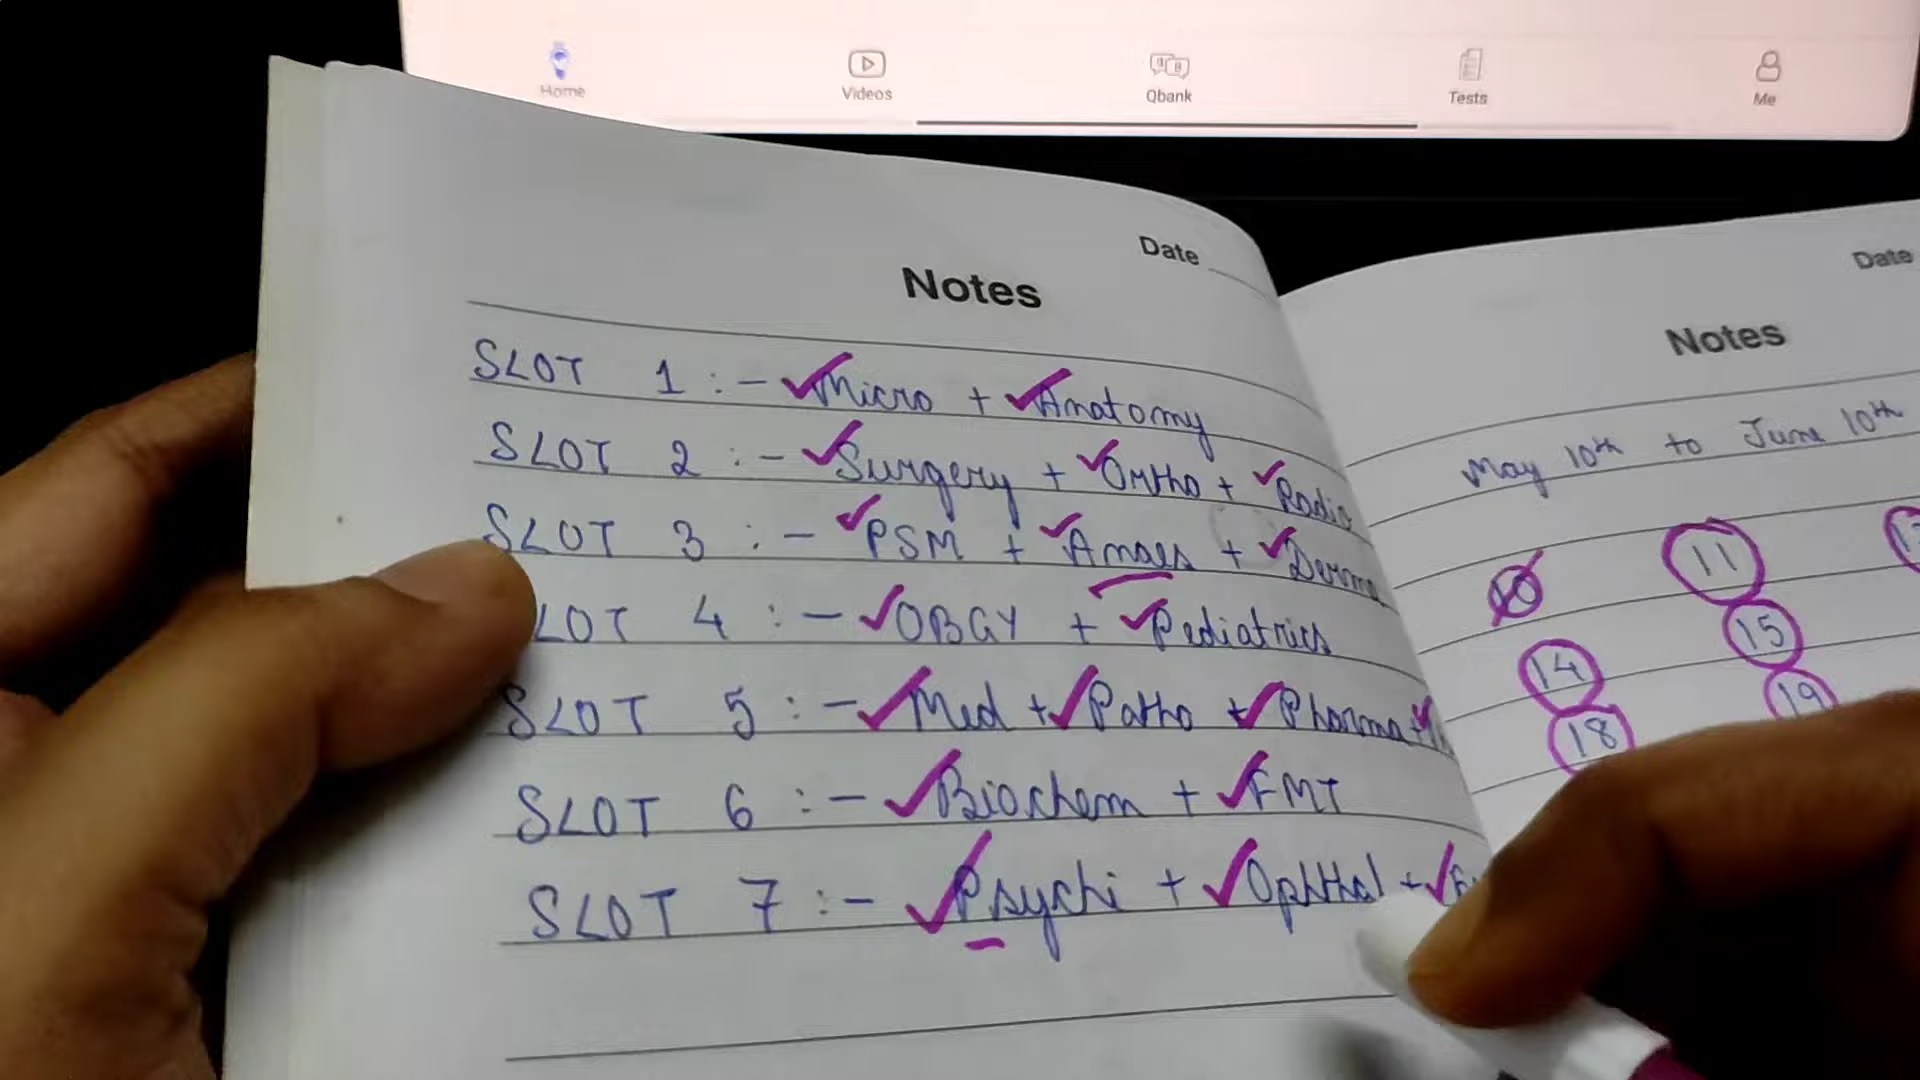 Home Videos Qbank Tests Me
Date
Notes
SLOT 1 :- Micro + Anatomy
SLOT 2 :- Surgery + Ortho + Radio
SLOT 3 :- PSM + Anaes + Derma
LOT 4 :- OBGY + Pediatrics
SLOT 5 :- Med + Patho + Pharma +
SLOT 6 :- Biochem + FMT
SLOT 7 :- Psychi + Ophthal +
Date
Notes
May 10th to June 10th
10 11
14 15
18 19